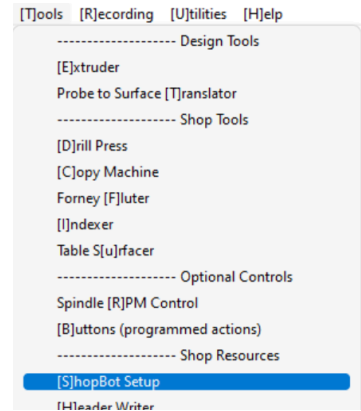 [T]ools [R]ecording [U]tilities [H]elp
-------------------- Design Tools
[E]xtruder
Probe to Surface [T]ranslator
-------------------- Shop Tools
[D]rill Press
[C]opy Machine
Forney [F]luter
[I]ndexer
Table S[u]rfacer
-------------------- Optional Controls
Spindle [R]PM Control
[B]uttons (programmed actions)
-------------------- Shop Resources
[S]hopBot Setup
[H]eader Writer